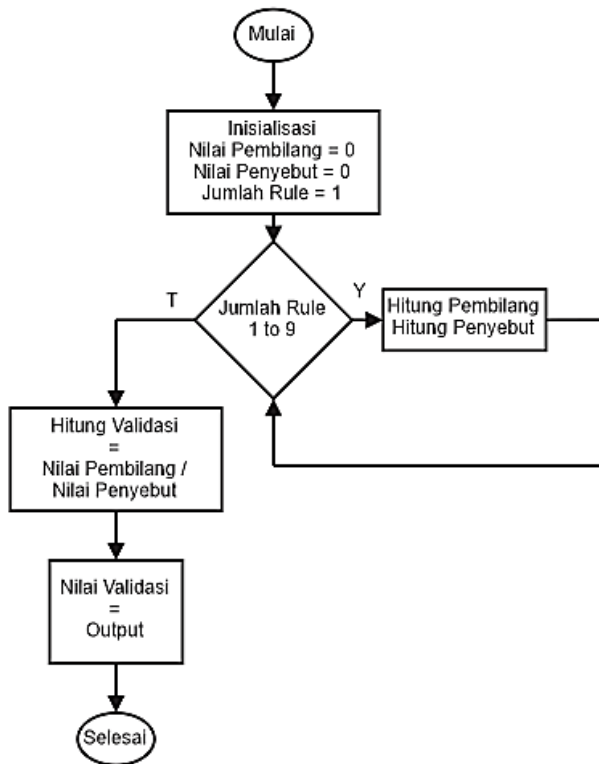 Mulai
Inisialisasi
Nilai Pembilang = 0
Nilai Penyebut = 0
Jumlah Rule = 1
T
Y
Jumlah Rule
1 to 9
Hitung Pembilang
Hitung Penyebut
Hitung Validasi
=
Nilai Pembilang /
Nilai Penyebut
Nilai Validasi
=
Output
Selesai